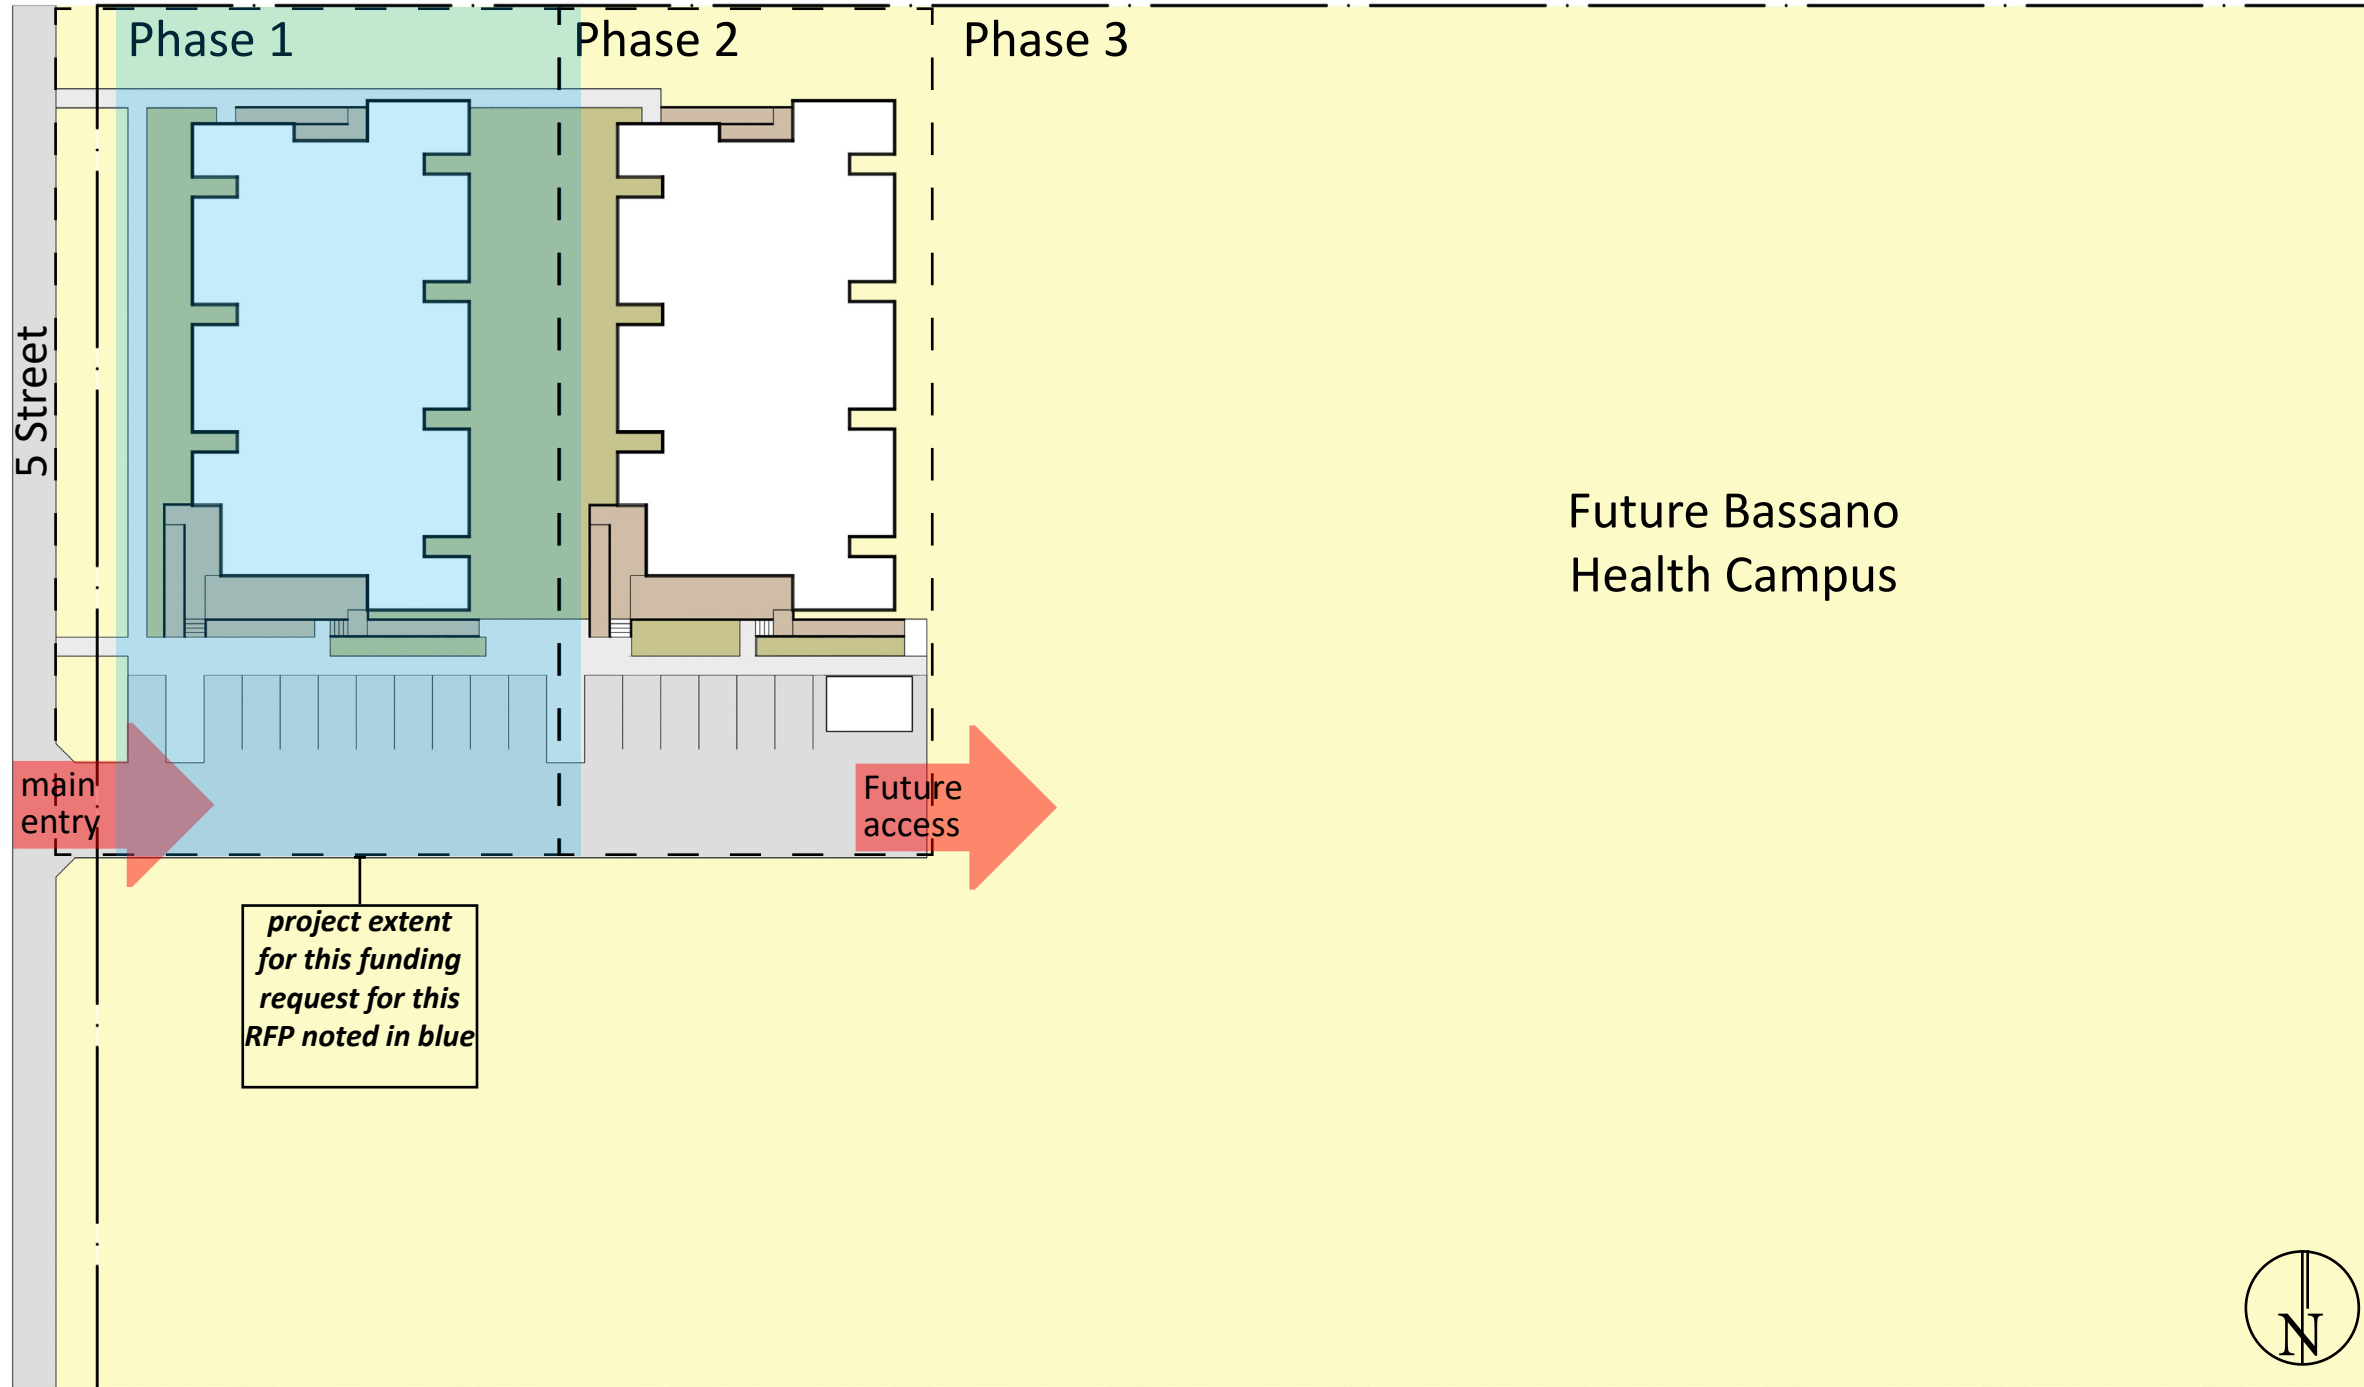 Phase 1
Phase 2
Phase 3
5 Street
Future Bassano
Health Campus
main
entry
Future
access
project extent
for this funding
request for this
RFP noted in blue
N